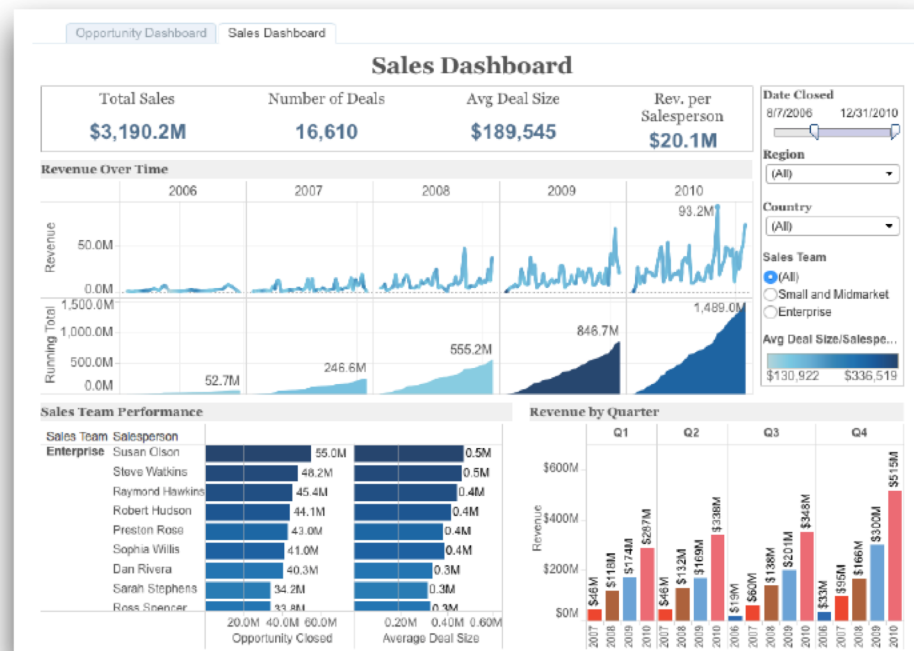 Opportunity Dashboard Sales Dashboard
Sales Dashboard
Total Sales Number of Deals Avg Deal Size Rev. per
Salesperson
$3,190.2M 16,610 $189,545 $20.1M
Date Closed
8/7/2006 12/31/2010
Region
(All)
Country
(All)
Sales Team
(All)
Small and Midmarket
Enterprise
Avg Deal Size/Salespe...
$130,922 $336,519
Revenue Over Time
2006 2007 2008 2009 2010
Revenue
50.0M
0.0M
93.2M
Running Total
1,500.0M
1,000.0M
500.0M
0.0M
52.7M 246.6M 555.2M 846.7M 1,489.0M
Sales Team Performance
Sales Team Salesperson
Enterprise Susan Olson 55.0M 0.5M
Steve Watkins 48.2M 0.5M
Raymond Hawkins 45.4M 0.4M
Robert Hudson 44.1M 0.4M
Preston Rose 43.0M 0.4M
Sophia Willis 41.0M 0.4M
Dan Rivera 40.3M 0.3M
Sarah Stephens 34.2M 0.3M
Ross Spencer 33.8M 0.3M
20.0M 40.0M 60.0M 0.20M 0.40M 0.60M
Opportunity Closed Average Deal Size
Revenue by Quarter
Q1 Q2 Q3 Q4
Revenue
$600M
$400M
$200M
$0M
$46M $118M $174M $287M $46M $132M $169M $338M $19M $60M $138M $201M $348M $33M $95M $166M $300M $515M
2007 2008 2009 2010 2007 2008 2009 2010 2006 2007 2008 2009 2010 2006 2007 2008 2009 2010